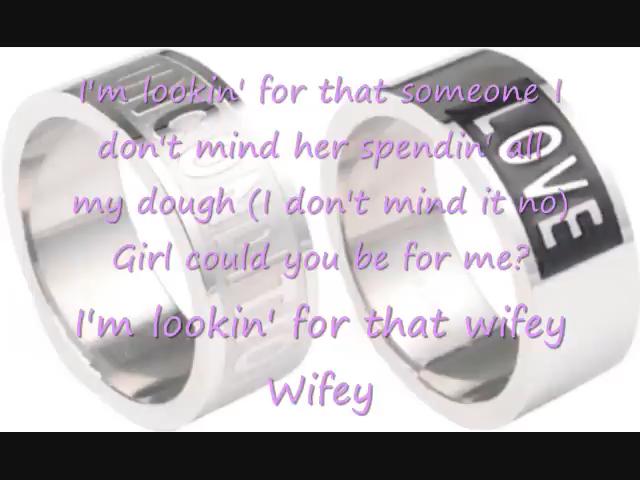 I'm lookin' for that someone I
don't mind her spendin' all
my dough (I don't mind it no)
Girl could you be for me?
I'm lookin' for that wifey
Wifey
LOVE